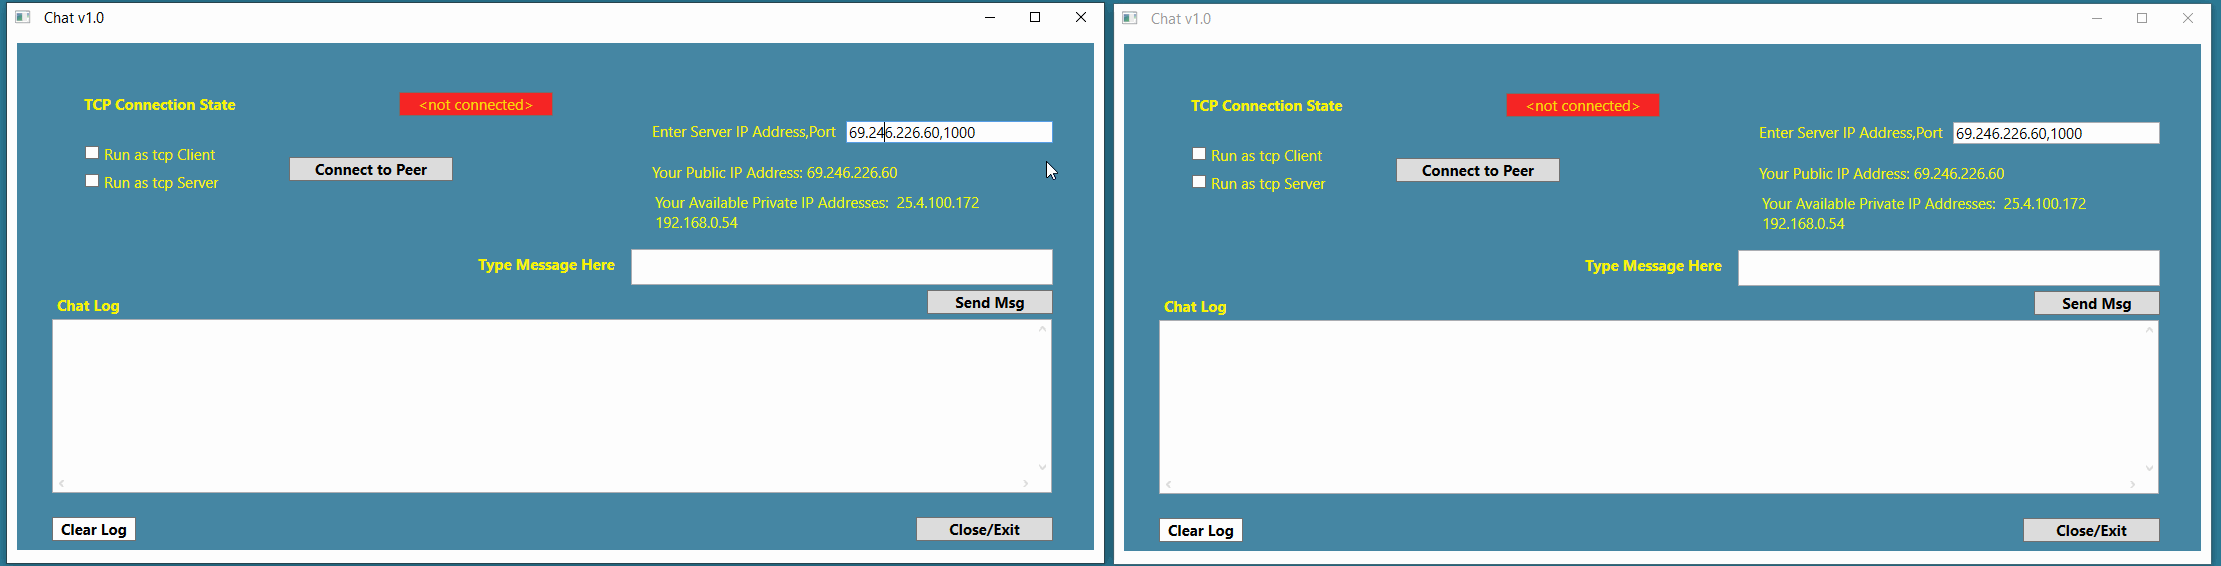 Chat v1.0
TCP Connection State
<not connected>
Enter Server IP Address,Port
69.246.226.60,1000
Run as tcp Client
Connect to Peer
Your Public IP Address: 69.246.226.60
Run as tcp Server
Your Available Private IP Addresses:  25.4.100.172
192.168.0.54
Type Message Here
Send Msg
Chat Log
Clear Log
Close/Exit
Chat v1.0
TCP Connection State
<not connected>
Enter Server IP Address,Port
69.246.226.60,1000
Run as tcp Client
Connect to Peer
Your Public IP Address: 69.246.226.60
Run as tcp Server
Your Available Private IP Addresses:  25.4.100.172
192.168.0.54
Type Message Here
Send Msg
Chat Log
Clear Log
Close/Exit